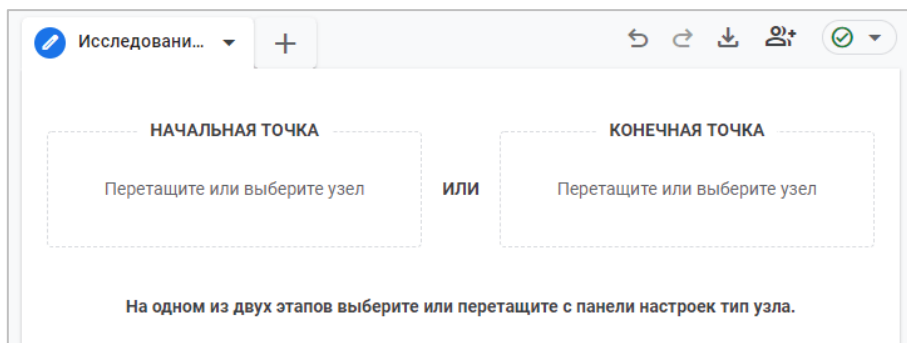 Исследовани...
НАЧАЛЬНАЯ ТОЧКА
Перетащите или выберите узел
ИЛИ
КОНЕЧНАЯ ТОЧКА
Перетащите или выберите узел
На одном из двух этапов выберите или перетащите с панели настроек тип узла.